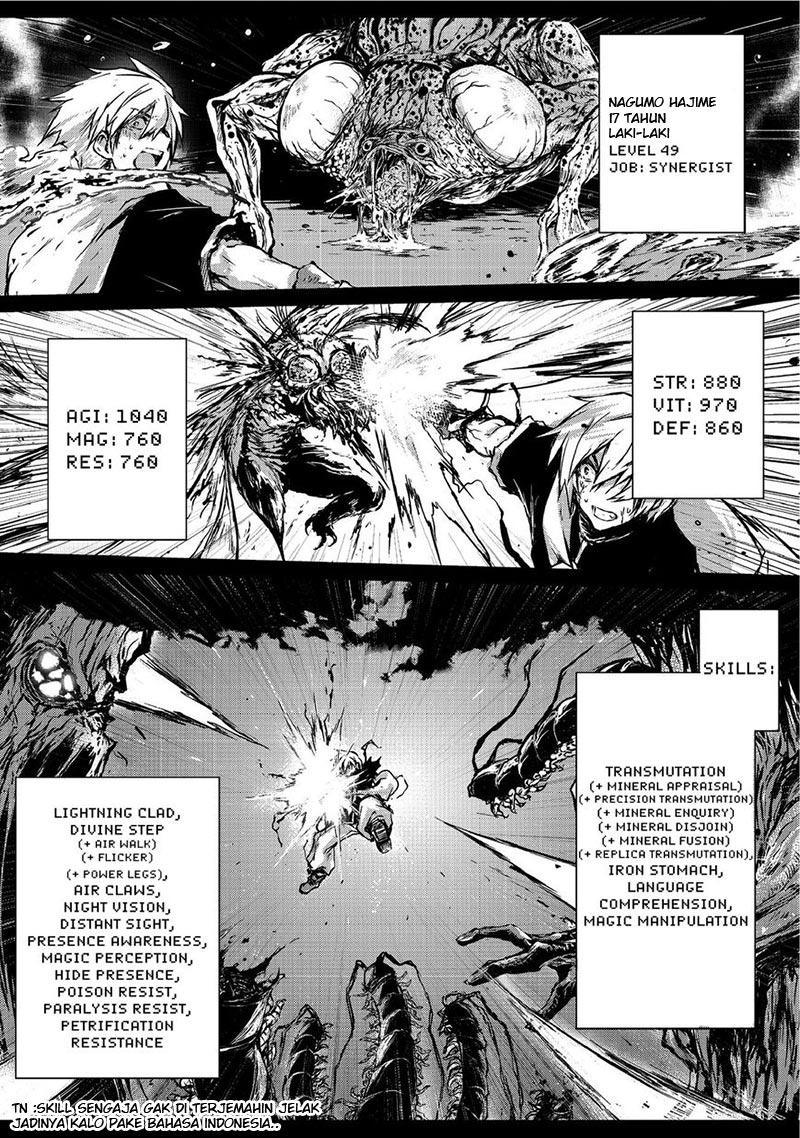 NAGUMO HAJIME
17 TAHUN
LAKI-LAKI
LEVEL 49
JOB: SYNERGIST
STR: 880
VIT: 970
DEF: 860
AGI: 1040
MAG: 760
RES: 760
SKILLS:
TRANSMUTATION
(+ MINERAL APPRAISAL)
(+ PRECISION TRANSMUTATION)
(+ MINERAL ENQUIRY)
(+ MINERAL DISJOIN)
(+ MINERAL FUSION)
(+ REPLICA TRANSMUTATION),
IRON STOMACH,
LANGUAGE
COMPREHENSION,
MAGIC MANIPULATION
LIGHTNING CLAD,
DIVINE STEP
(+ AIR WALK)
(+ FLICKER)
(+ POWER LEGS),
AIR CLAWS,
NIGHT VISION,
DISTANT SIGHT,
PRESENCE AWARENESS,
MAGIC PERCEPTION,
HIDE PRESENCE,
POISON RESIST,
PARALYSIS RESIST,
PETRIFICATION
RESISTANCE
TN :SKILL SENGAJA GAK DI TERJEMAHIN JELAK
JADINYA KALO PAKE BAHASA INDONESIA..